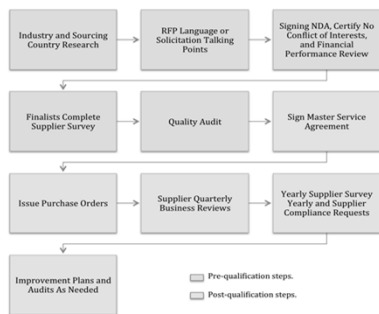 Industry and Sourcing
Country Research
RFP Language or
Solicitation Talking
Points
Signing NDA, Certify No
Conflict of Interests,
and Financial
Performance Review
Finalists Complete
Supplier Survey
Quality Audit
Sign Master Service
Agreement
Issue Purchase Orders
Supplier Quarterly
Business Reviews
Yearly Supplier Survey
Yearly and Supplier
Compliance Requests
Improvement Plans and
Audits As Needed
Pre-qualification steps.
Post-qualification steps.